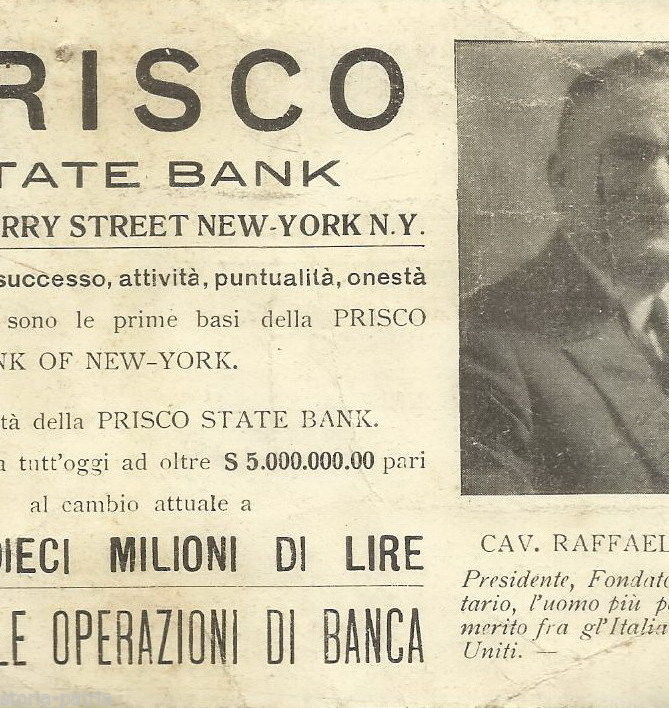 RISCO
TATE BANK
RRY STREET NEW-YORK N.Y.
successo, attività, puntualità, onestà
sono le prime basi della PRISCO
NK OF NEW-YORK.
tà della PRISCO STATE BANK.
a tutt'oggi ad oltre S 5.000.000.00 pari
al cambio attuale a
DIECI MILIONI DI LIRE
LE OPERAZIONI DI BANCA
CAV. RAFFAEL
Presidente, Fondato
tario, l'uomo più p
merito fra gl'Italia
Uniti. —